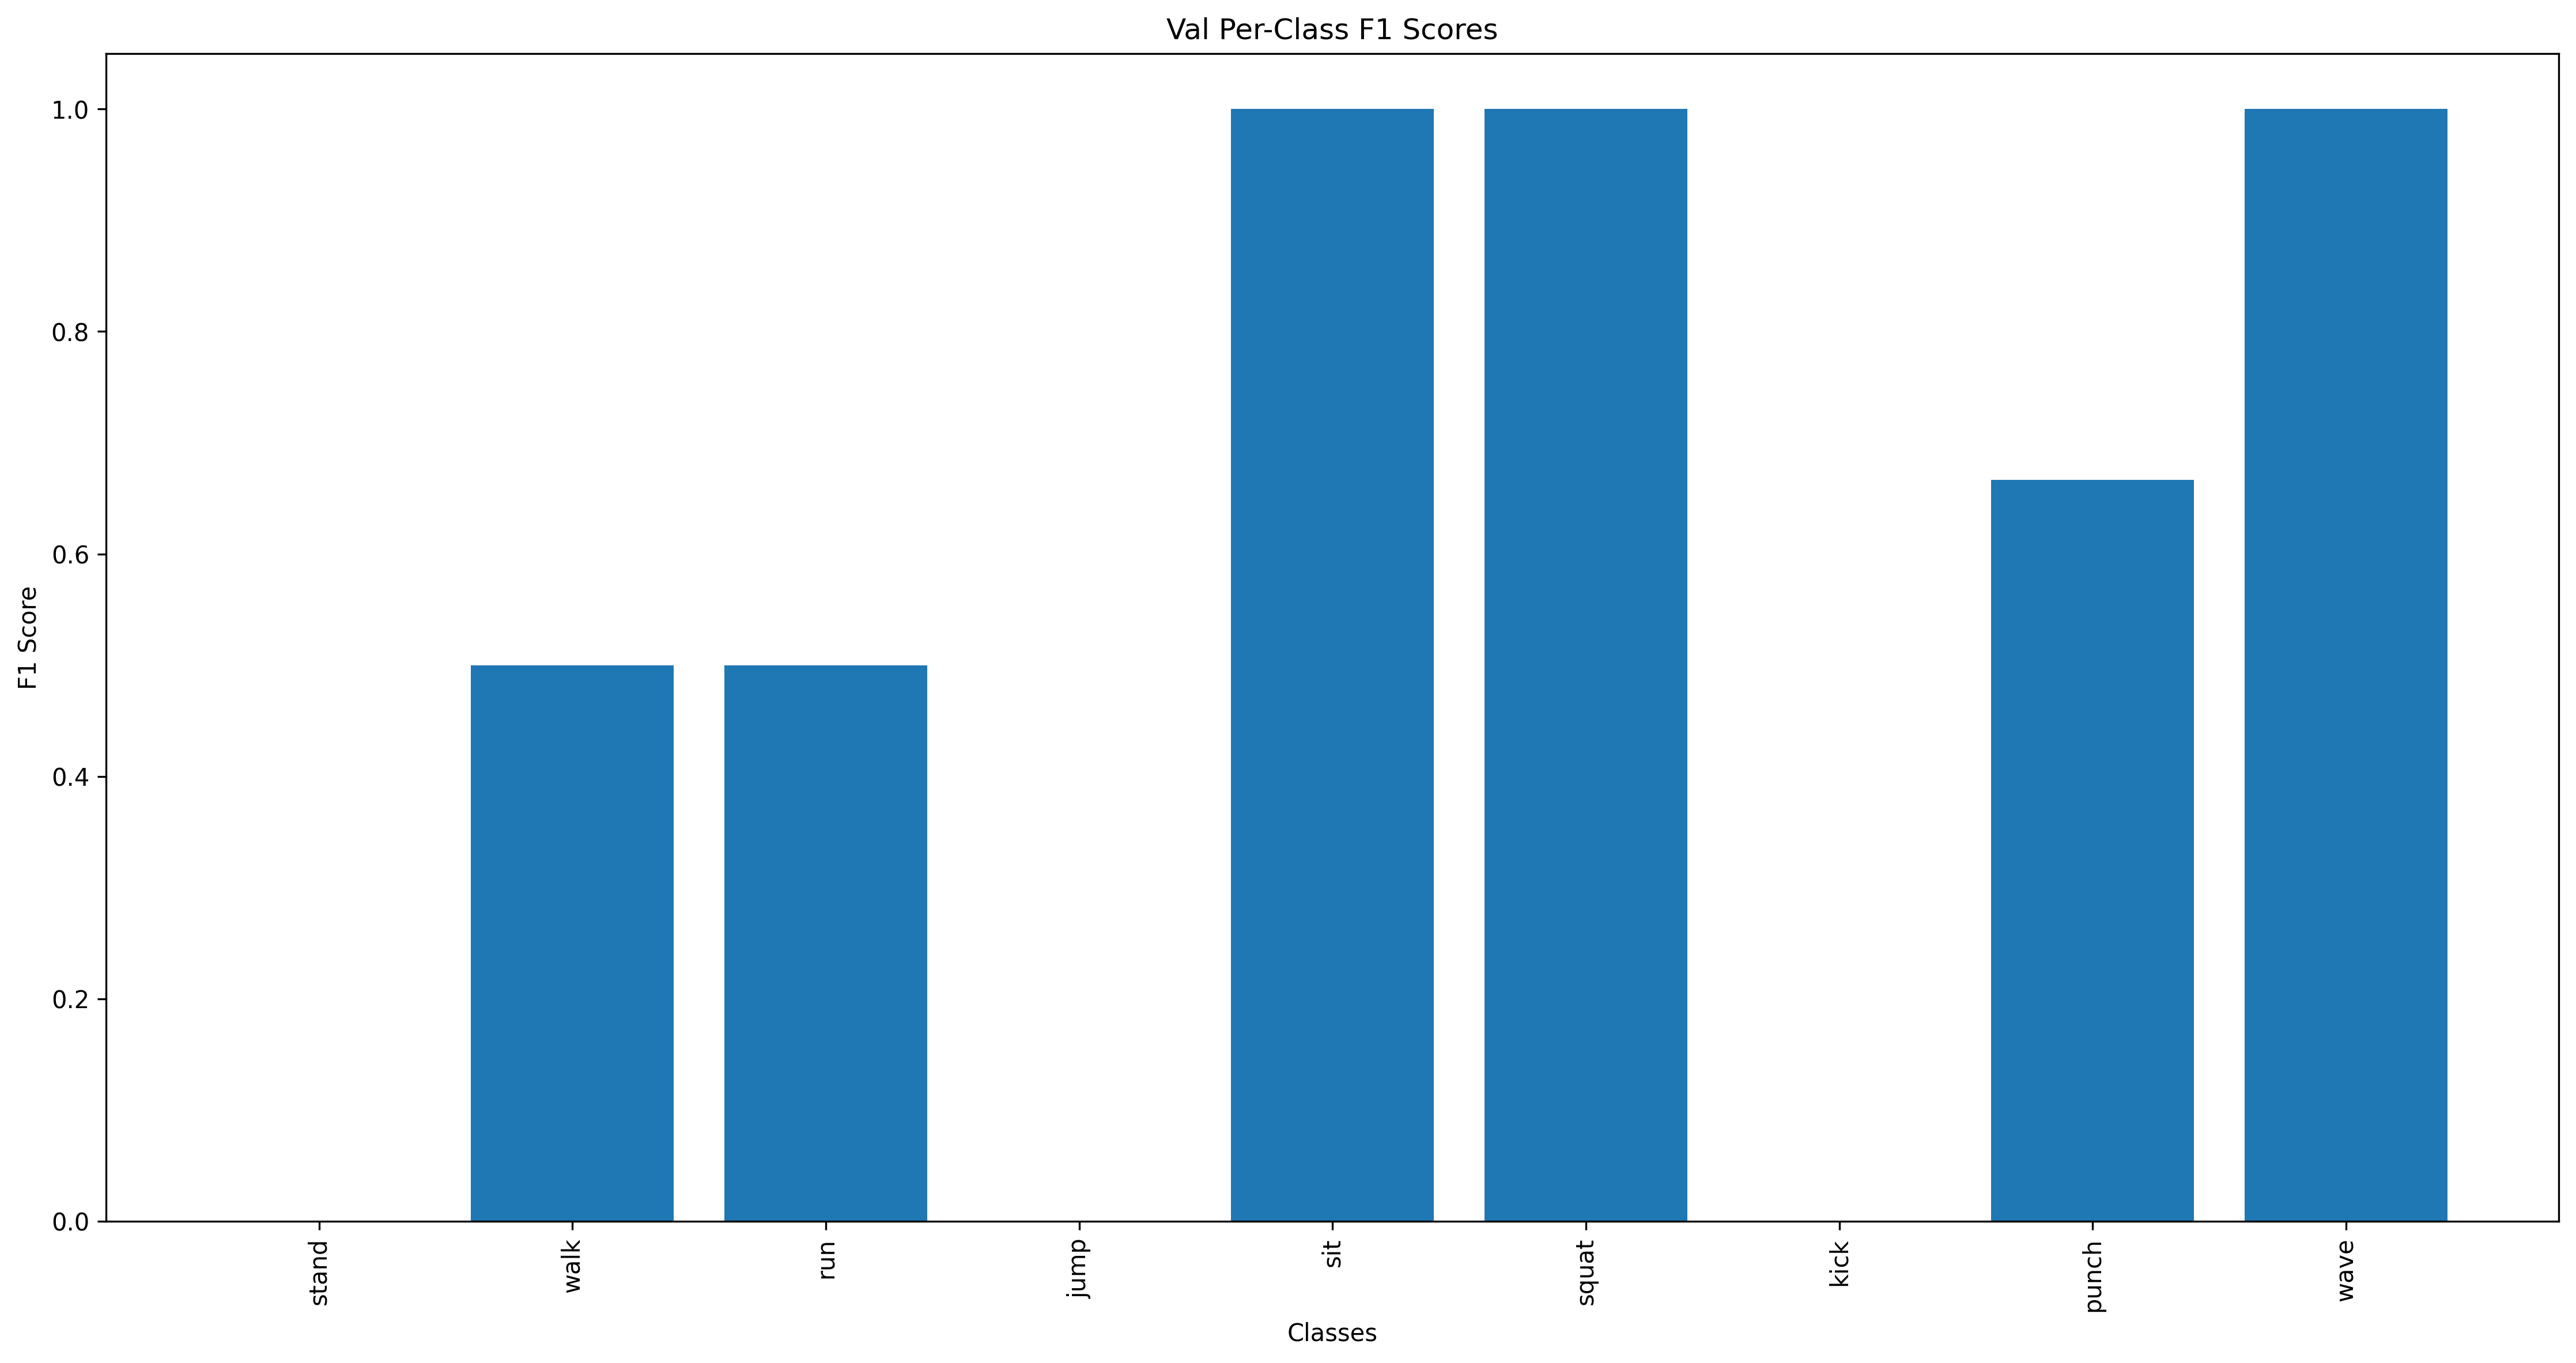 Val Per-Class F1 Scores
1.0
0.8
0.6
0.4
0.2
0.0
F1 Score
stand
walk
run
jump
sit
squat
kick
punch
wave
Classes